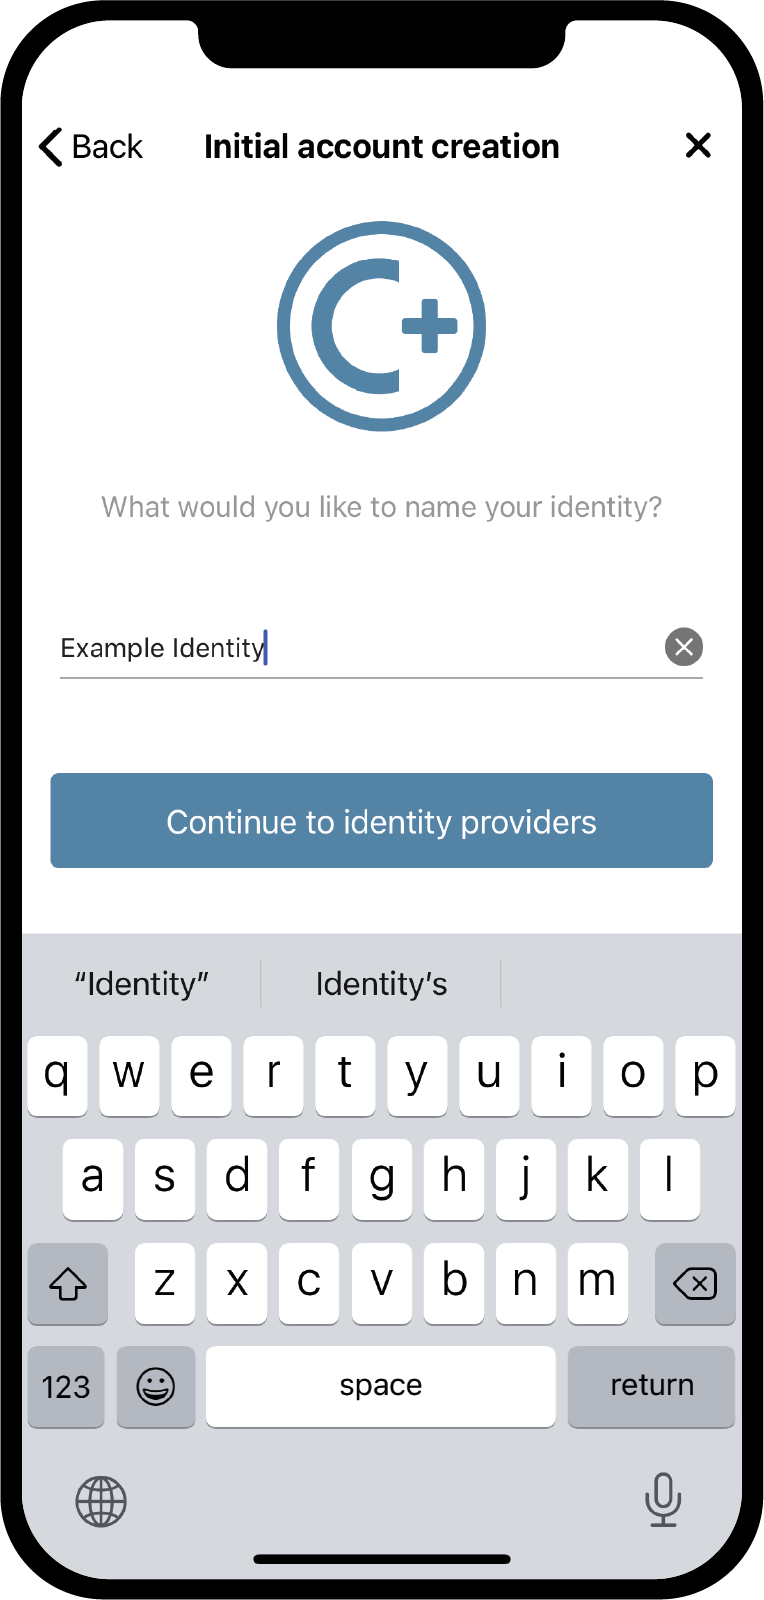 Back
Initial account creation
C+
What would you like to name your identity?
Example Identity
Continue to identity providers
“Identity”
Identity’s
q w e r t y u i o p
a s d f g h j k l
z x c v b n m
123
space
return